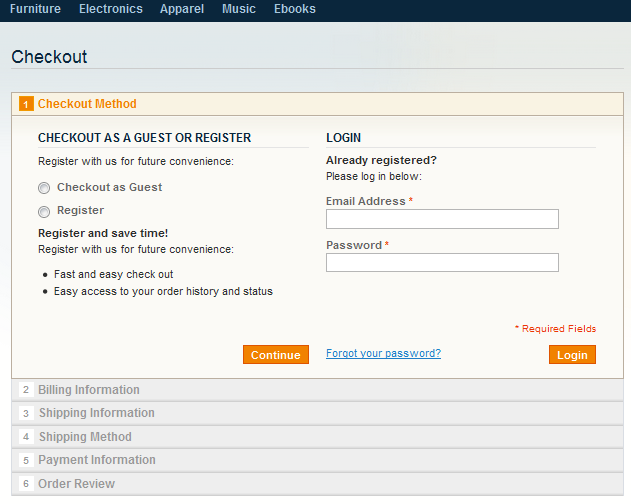 Furniture Electronics Apparel Music Ebooks
Checkout
1 Checkout Method
CHECKOUT AS A GUEST OR REGISTER
Register with us for future convenience:
Checkout as Guest
Register
Register and save time!
Register with us for future convenience:
Fast and easy check out
Easy access to your order history and status
Continue
LOGIN
Already registered?
Please log in below:
Email Address *
Password *
* Required Fields
Forgot your password?
Login
2 Billing Information
3 Shipping Information
4 Shipping Method
5 Payment Information
6 Order Review